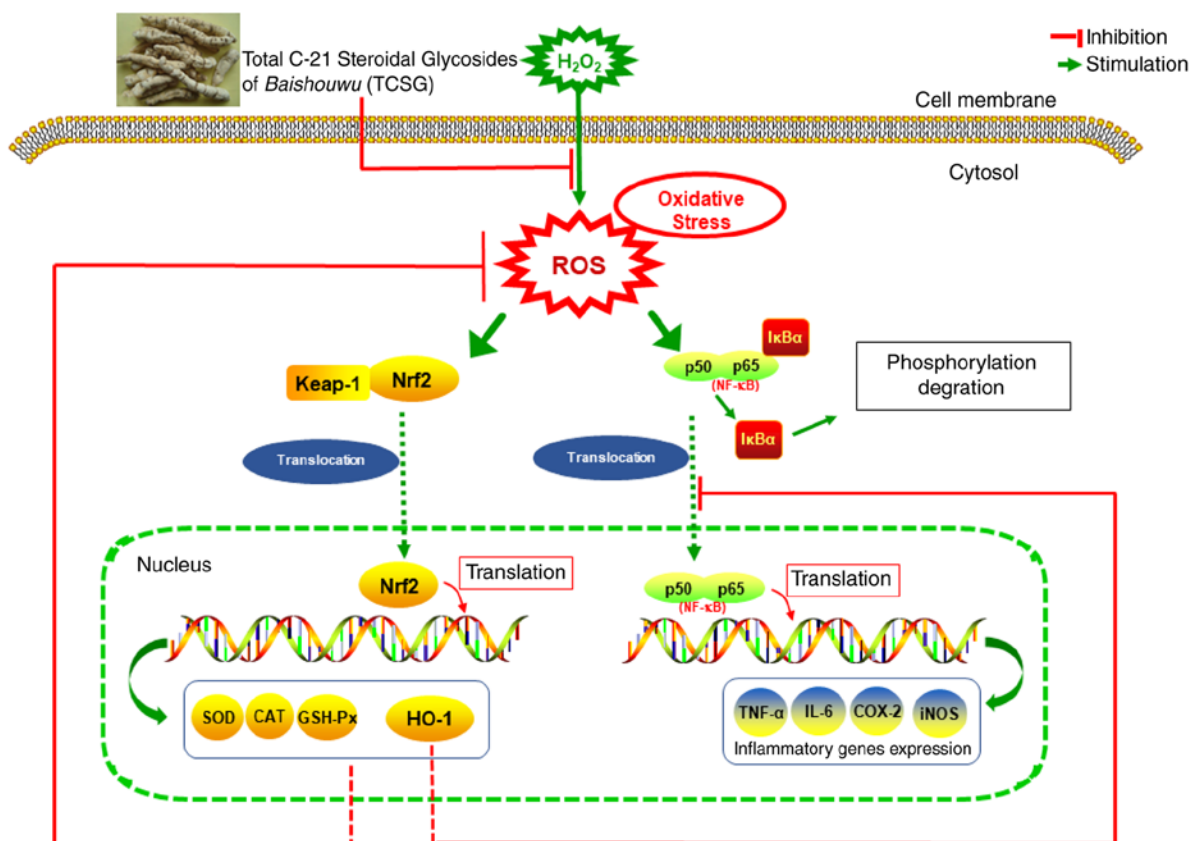 Total C-21 Steroidal Glycosides
of Baishouwu (TCSG)
H₂O₂
Inhibition
Stimulation
Cell membrane
Cytosol
Oxidative
Stress
ROS
Keap-1
Nrf2
p50
p65
(NF-κB)
IκBα
IκBα
Phosphorylation
degration
Translocation
Translocation
Nucleus
Nrf2
Translation
p50
p65
(NF-κB)
Translation
SOD
CAT
GSH-Px
HO-1
TNF-α
IL-6
COX-2
iNOS
Inflammatory genes expression